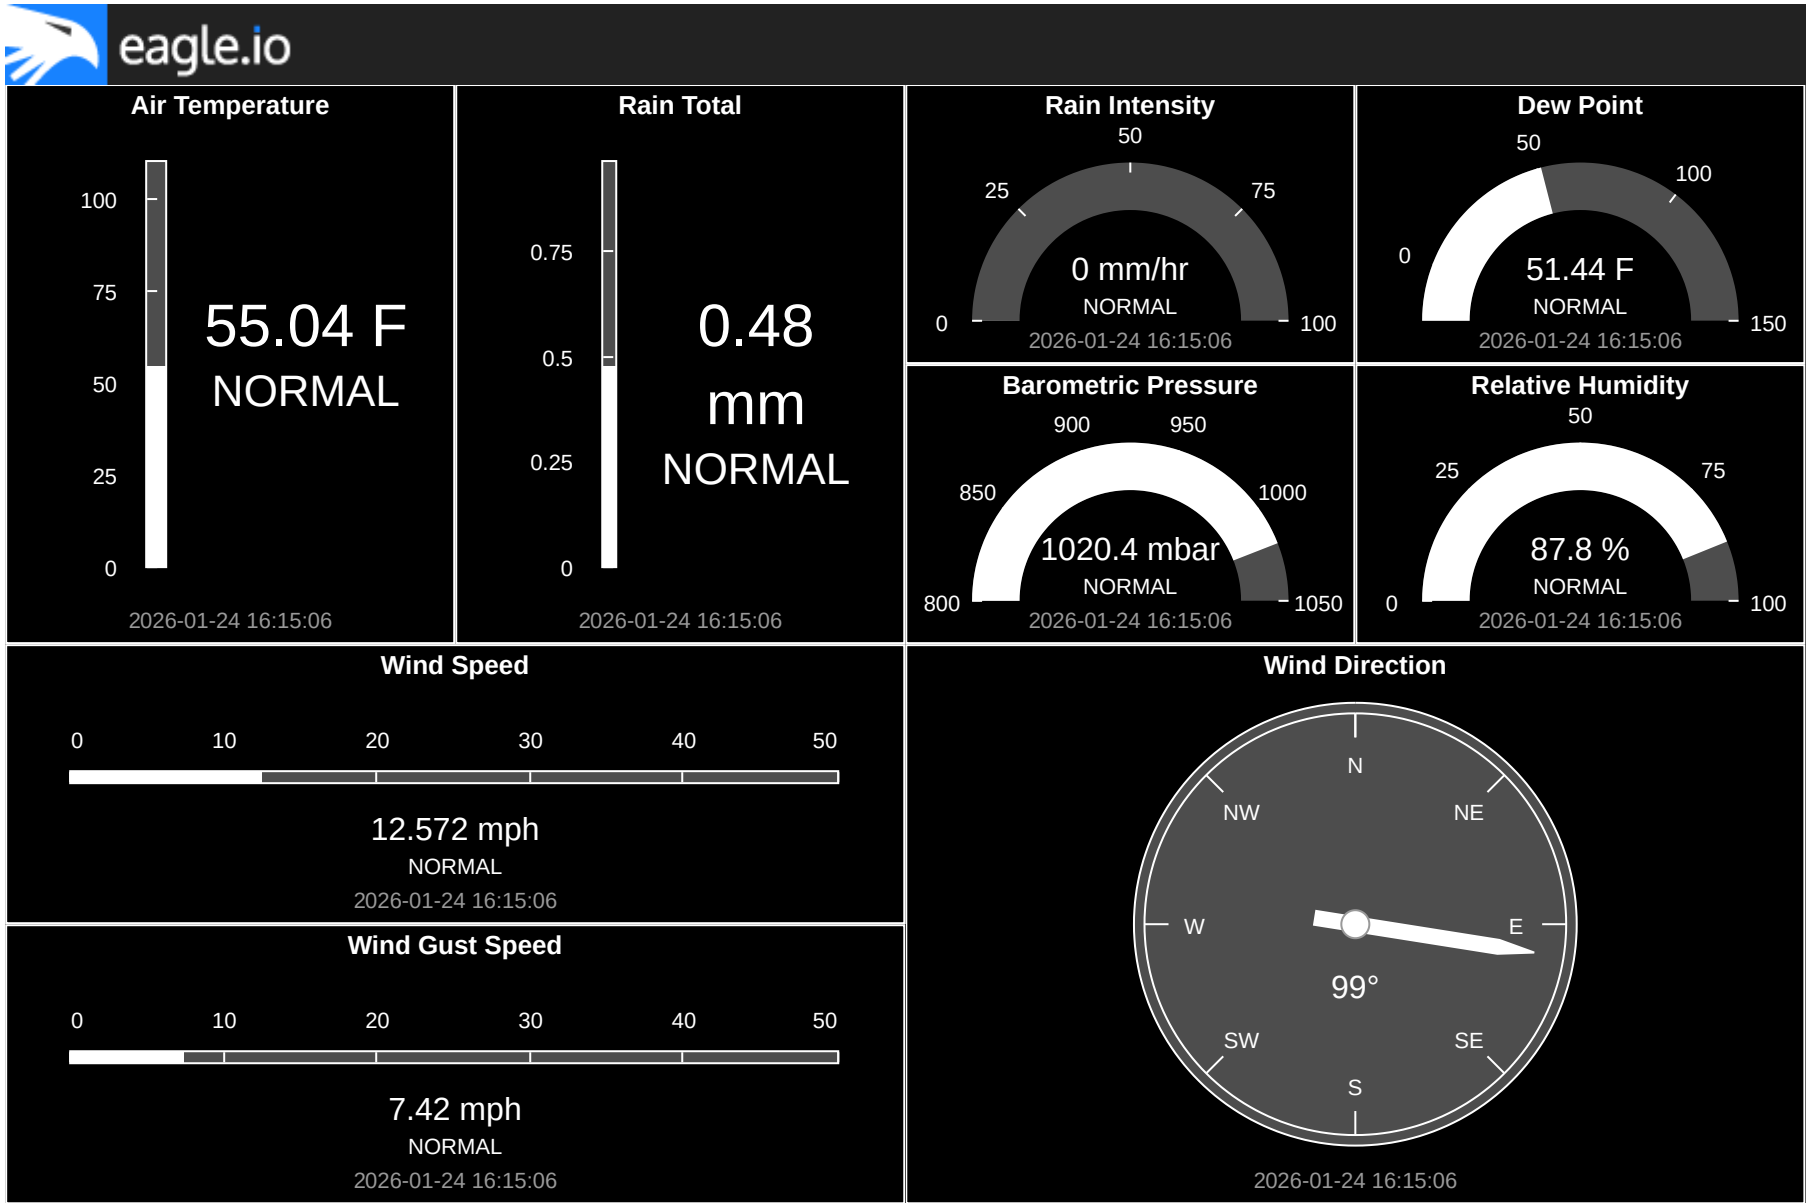 eagle.io
Air Temperature
100
75
50
25
0
55.04 F
NORMAL
2026-01-24 16:15:06
Rain Total
0.75
0.5
0.25
0
0.48
mm
NORMAL
2026-01-24 16:15:06
Rain Intensity
50
25
75
0
100
0 mm/hr
NORMAL
2026-01-24 16:15:06
Dew Point
50
100
0
150
51.44 F
NORMAL
2026-01-24 16:15:06
Barometric Pressure
900
950
850
1000
800
1050
1020.4 mbar
NORMAL
2026-01-24 16:15:06
Relative Humidity
50
25
75
0
100
87.8 %
NORMAL
2026-01-24 16:15:06
Wind Speed
0 10 20 30 40 50
12.572 mph
NORMAL
2026-01-24 16:15:06
Wind Gust Speed
0 10 20 30 40 50
7.42 mph
NORMAL
2026-01-24 16:15:06
Wind Direction
N
NW NE
W E
99°
SW SE
S
2026-01-24 16:15:06